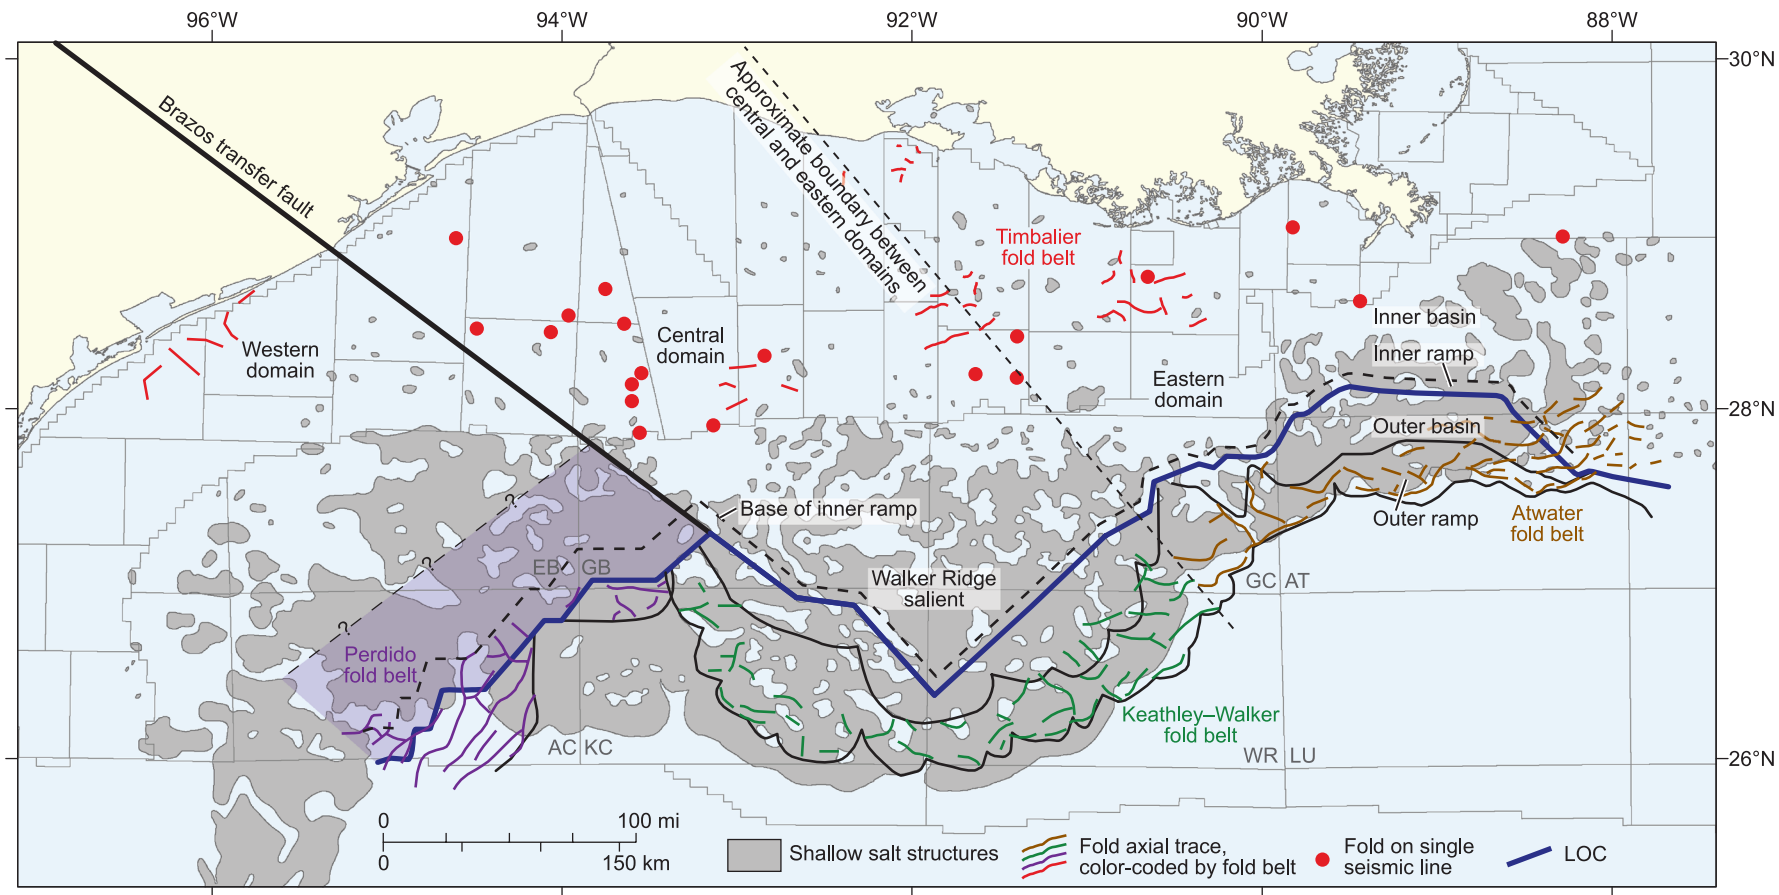 96°W
94°W
92°W
90°W
88°W
30°N
28°N
26°N
Brazos transfer fault
Approximate boundary between
central and eastern domains
Timbalier
fold belt
Western
domain
Central
domain
Eastern
domain
Inner basin
Inner ramp
Outer basin
Outer ramp
Atwater
fold belt
Base of inner ramp
Walker Ridge
salient
EB
GB
GC
AT
?
?
?
Perdido
fold belt
Keathley–Walker
fold belt
AC
KC
WR
LU
0
100 mi
0
150 km
Shallow salt structures
Fold axial trace,
color-coded by fold belt
Fold on single
seismic line
LOC